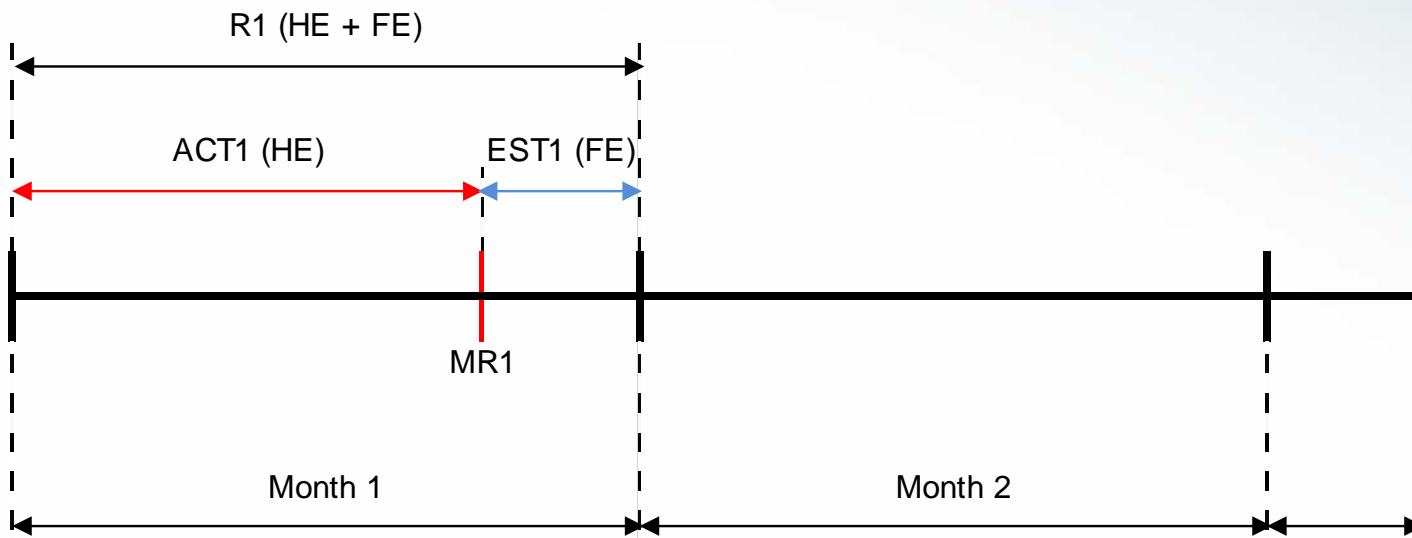 R1 (HE + FE)
ACT1 (HE)
EST1 (FE)
MR1
Month 1
Month 2